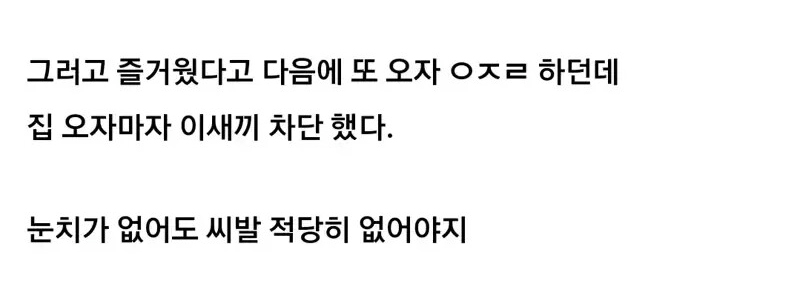 그러고 즐거웠다고 다음에 또 오자 ㅇㅈㄹ 하던데
집 오자마자 이새끼 차단 했다.
눈치가 없어도 씨발 적당히 없어야지